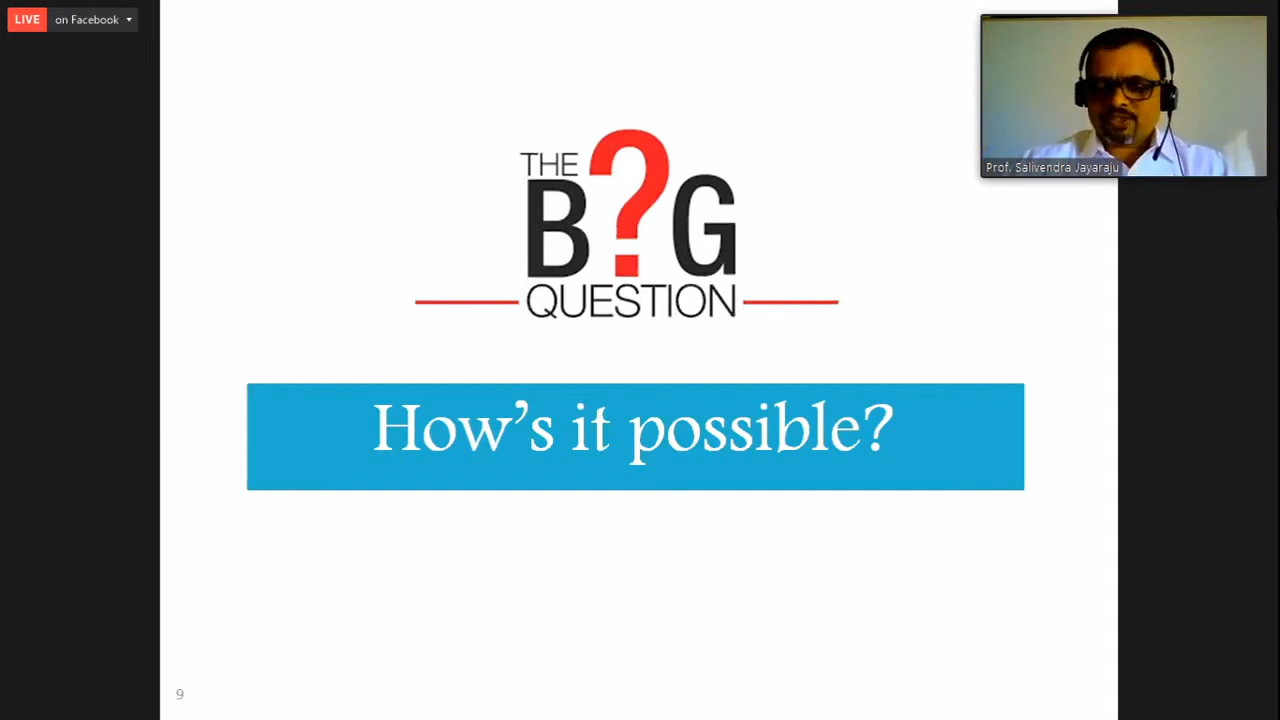 LIVE on Facebook
Prof. Salivendra Jayaraju
THE
B?G
QUESTION
How's it possible?
9